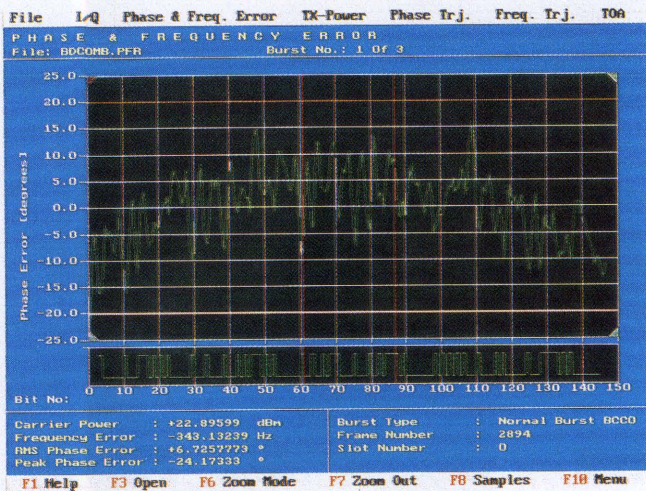 File I/Q Phase & Freq. Error TX-Power Phase Trj. Freq. Trj. TOA
PHASE & FREQUENCY ERROR
File: BDCOMB.PFR Burst No.: 1 Of 3
25.0
20.0
15.0
10.0
5.0
0.0
-5.0
-10.0
-15.0
-20.0
-25.0
Phase Error [degrees]
0 10 20 30 40 50 60 70 80 90 100 110 120 130 140 150
Bit No:
Carrier Power : +22.89599 dBm
Frequency Error : -343.13239 Hz
RMS Phase Error : +6.7257773 °
Peak Phase Error : -24.17333 °
Burst Type : Normal Burst BCC0
Frame Number : 2894
Slot Number : 0
F1 Help F3 Open F6 Zoom Mode F7 Zoom Out F8 Samples F10 Menu